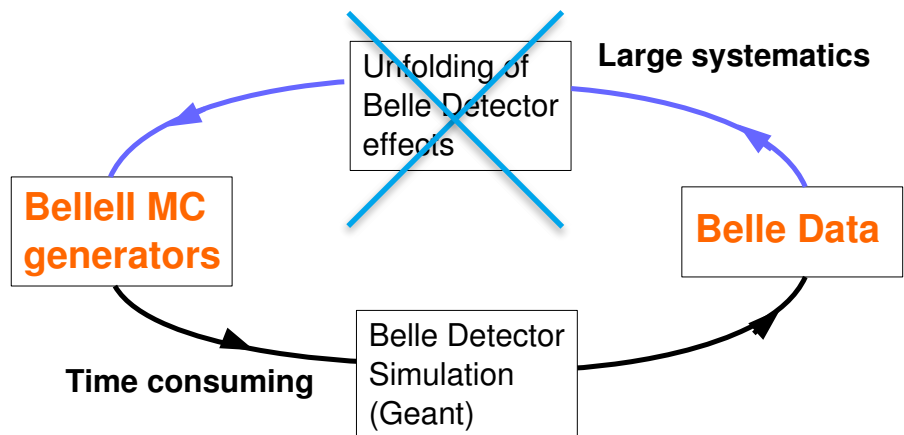 Unfolding of
Belle Detector
effects
Large systematics
BelleII MC
generators
Belle Data
Belle Detector
Simulation
(Geant)
Time consuming